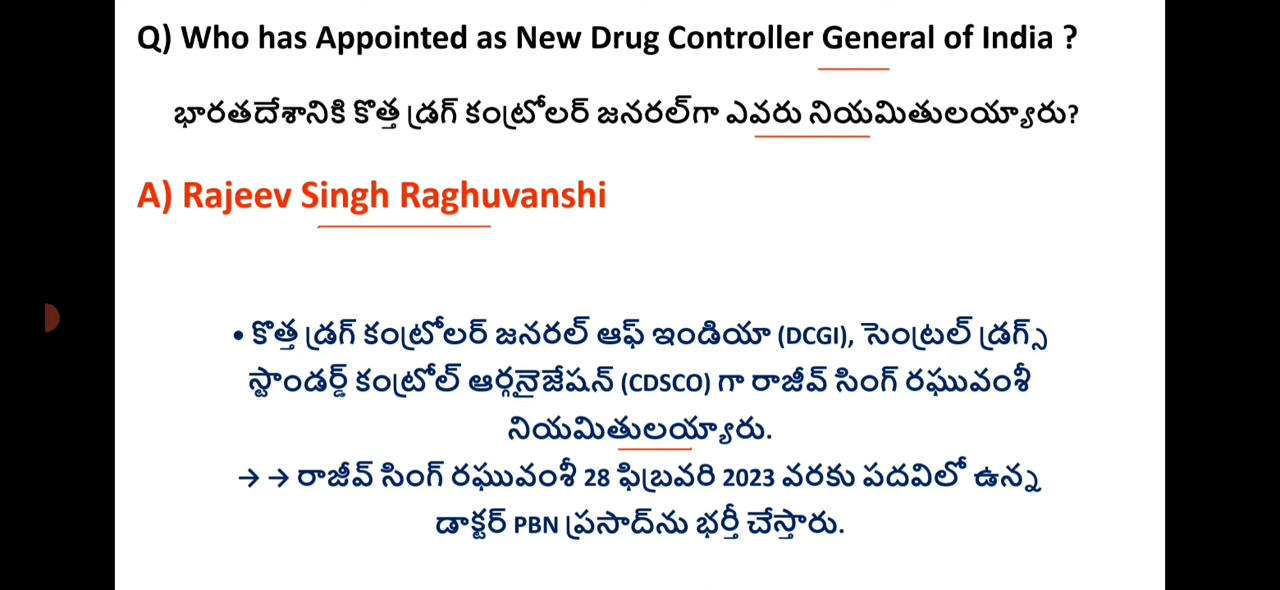 Q) Who has Appointed as New Drug Controller General of India ?
భారతదేశానికి కొత్త డ్రగ్ కంట్రోలర్ జనరల్‌గా ఎవరు నియమితులయ్యారు?
A) Rajeev Singh Raghuvanshi
• కొత్త డ్రగ్ కంట్రోలర్ జనరల్ ఆఫ్ ఇండియా (DCGI), సెంట్రల్ డ్రగ్స్
స్టాండర్డ్ కంట్రోల్ ఆర్గనైజేషన్ (CDSCO) గా రాజీవ్ సింగ్ రఘువంశీ
నియమితులయ్యారు.
→ → రాజీవ్ సింగ్ రఘువంశీ 28 ఫిబ్రవరి 2023 వరకు పదవిలో ఉన్న
డాక్టర్ PBN ప్రసాద్‌ను భర్తీ చేస్తారు.